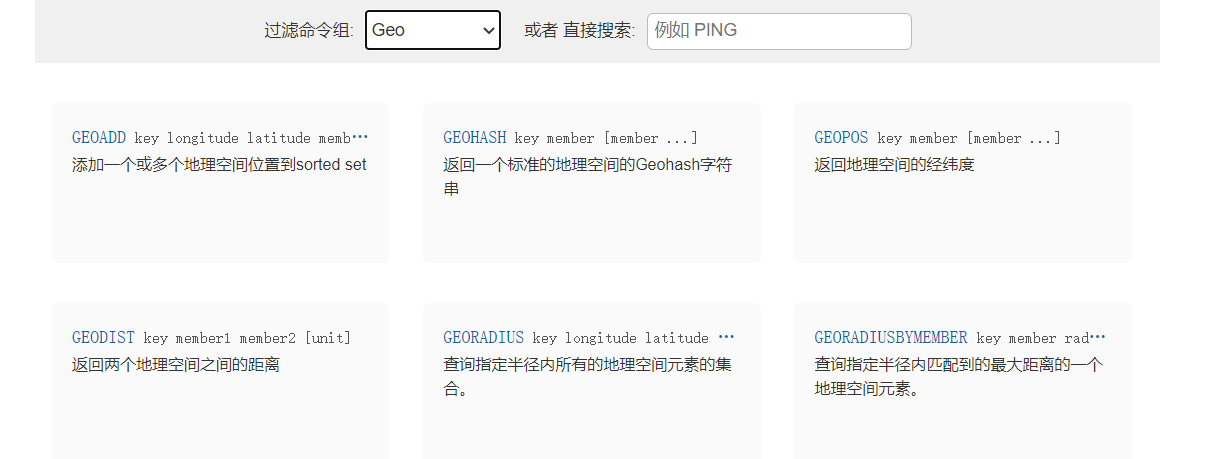 过滤命令组: Geo 或者 直接搜索: 例如 PING
GEOADD key longitude latitude memb···
添加一个或多个地理空间位置到sorted set
GEOHASH key member [member ...]
返回一个标准的地理空间的Geohash字符
串
GEOPOS key member [member ...]
返回地理空间的经纬度
GEODIST key member1 member2 [unit]
返回两个地理空间之间的距离
GEORADIUS key longitude latitude ···
查询指定半径内所有的地理空间元素的集
合。
GEORADIUSBYMEMBER key member rad···
查询指定半径内匹配到的最大距离的一个
地理空间元素。